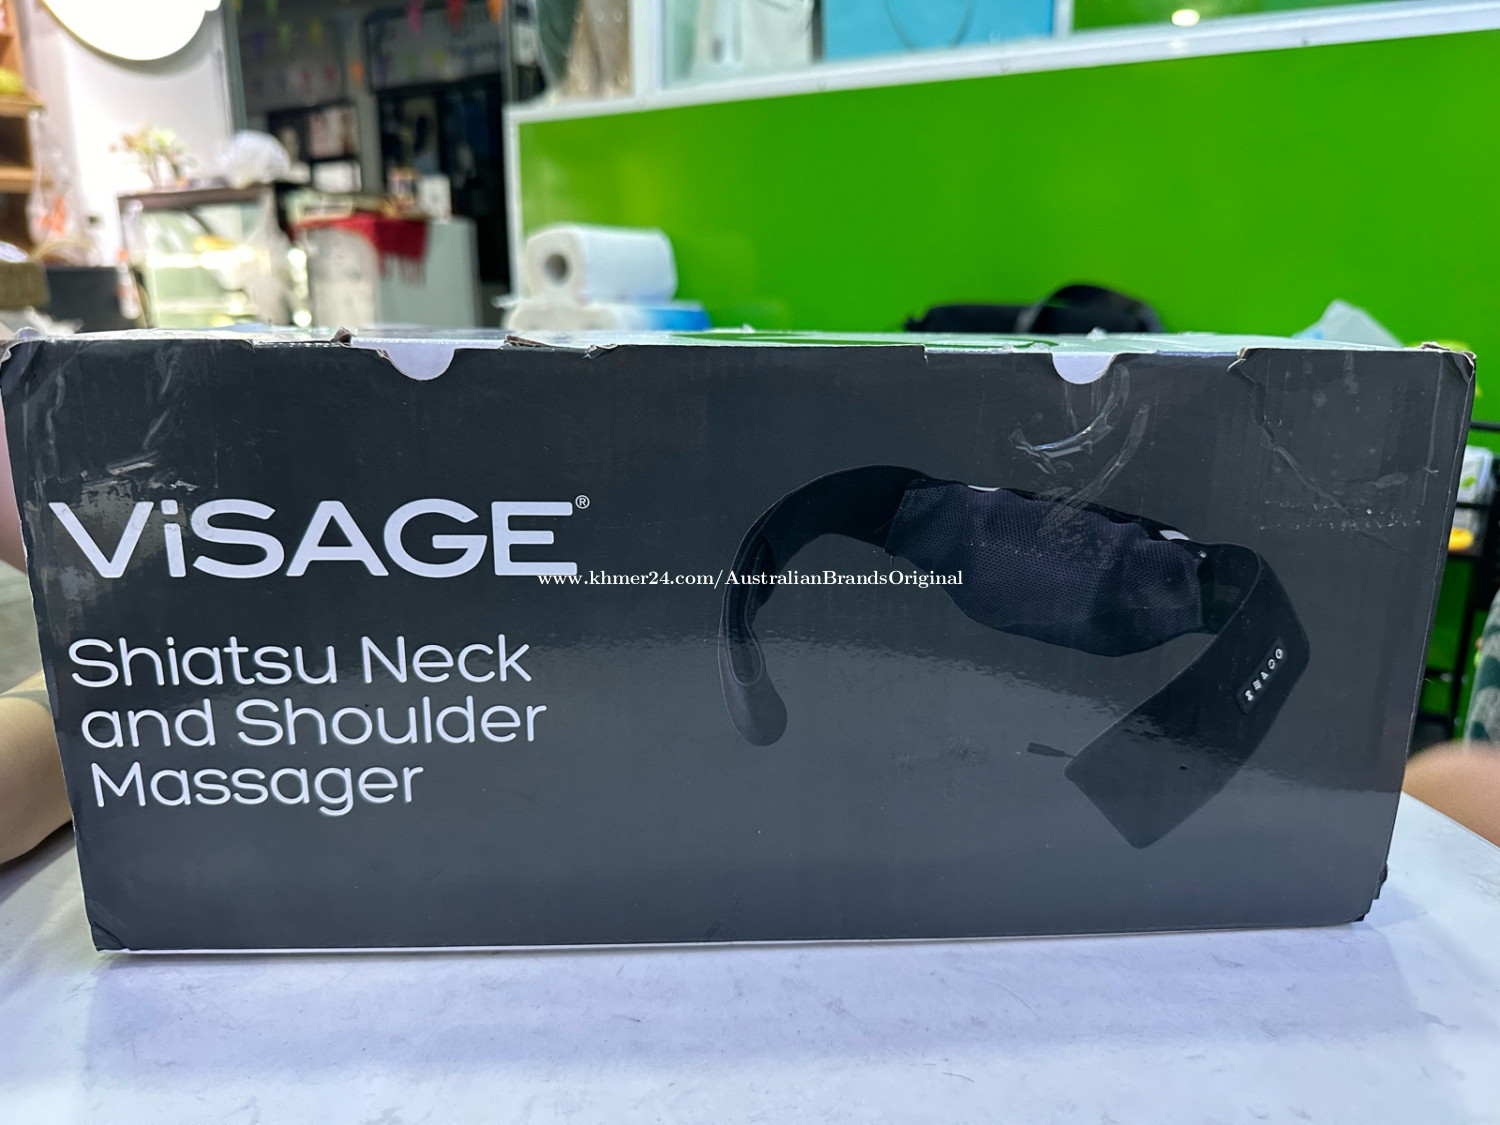 ViSAGE®
www.khmer24.com/AustralianBrandsOriginal
Shiatsu Neck
and Shoulder
Massager